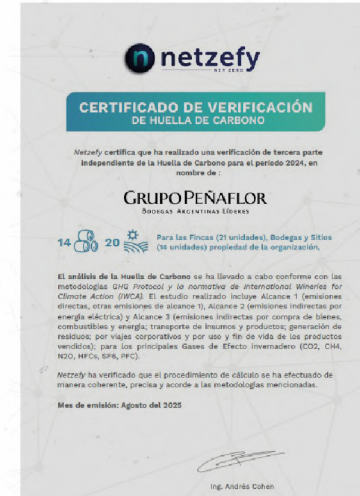 netzefy
NET ZERO
CERTIFICADO DE VERIFICACIÓN
DE HUELLA DE CARBONO
Netzefy certifica que ha realizado una verificación de tercera parte
independiente de la Huella de Carbono para el período 2024, en
nombre de :
GRUPO PEÑAFLOR
BODEGAS ARGENTINAS LÍDERES
14 20 Para las Fincas (21 unidades), Bodegas y Sitios
(14 unidades) propiedad de la organización.
El análisis de la Huella de Carbono se ha llevado a cabo conforme con las
metodologías GHG Protocol y la normativa de International Wineries for
Climate Action (IWCA). El estudio realizado incluye Alcance 1 (emisiones
directas, otras emisiones de alcance 1), Alcance 2 (emisiones indirectas por
energía eléctrica) y Alcance 3 (emisiones indirectas por compra de bienes,
combustibles y energía; transporte de insumos y productos; generación de
residuos; por viajes corporativos y por uso y fin de vida de los productos
vendidos); para los principales Gases de Efecto Invernadero (CO2, CH4,
N2O, HFCs, SF6, PFC).
Netzefy ha verificado que el procedimiento de cálculo se ha efectuado de
manera coherente, precisa y acorde a las metodologías mencionadas.
Mes de emisión: Agosto del 2025
Ing. Andrés Cohen